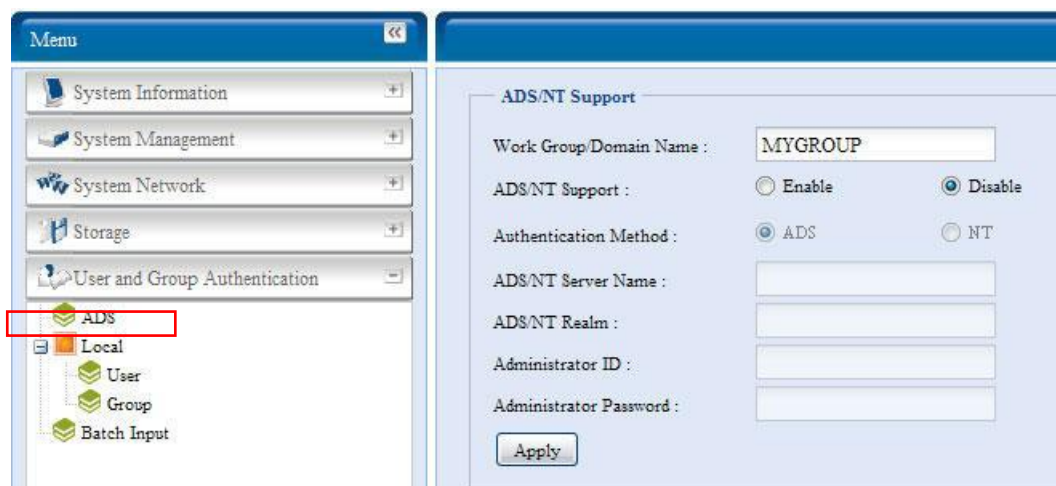 Menu
System Information
System Management
System Network
Storage
User and Group Authentication
ADS
Local
User
Group
Batch Input
ADS/NT Support
Work Group/Domain Name : MYGROUP
ADS/NT Support : Enable Disable
Authentication Method : ADS NT
ADS/NT Server Name :
ADS/NT Realm :
Administrator ID :
Administrator Password :
Apply